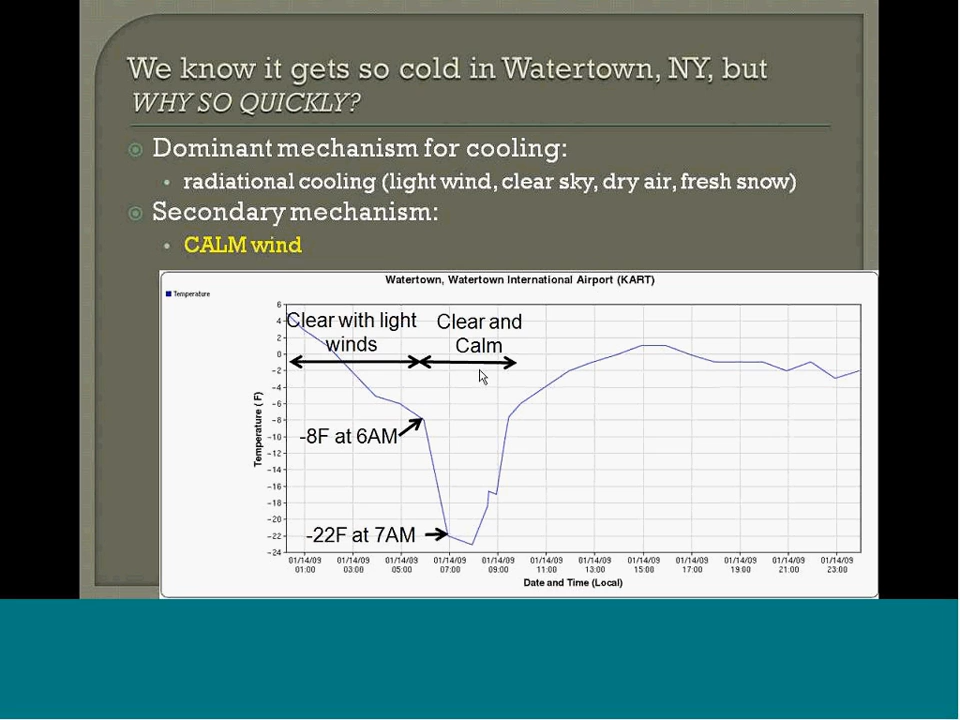 We know it gets so cold in Watertown, NY, but
WHY SO QUICKLY?
Dominant mechanism for cooling:
• radiational cooling (light wind, clear sky, dry air, fresh snow)
Secondary mechanism:
• CALM wind
Watertown, Watertown International Airport (KART)
Temperature
Clear with light
winds
Clear and
Calm
-8F at 6AM
-22F at 7AM
Temperature ( F)
6
4
2
0
-2
-4
-6
-8
-10
-12
-14
-16
-18
-20
-22
-24
01/14/09 01/14/09 01/14/09 01/14/09 01/14/09 01/14/09 01/14/09 01/14/09 01/14/09 01/14/09 01/14/09 01/14/09
01:00 03:00 05:00 07:00 09:00 11:00 13:00 15:00 17:00 19:00 21:00 23:00
Date and Time (Local)